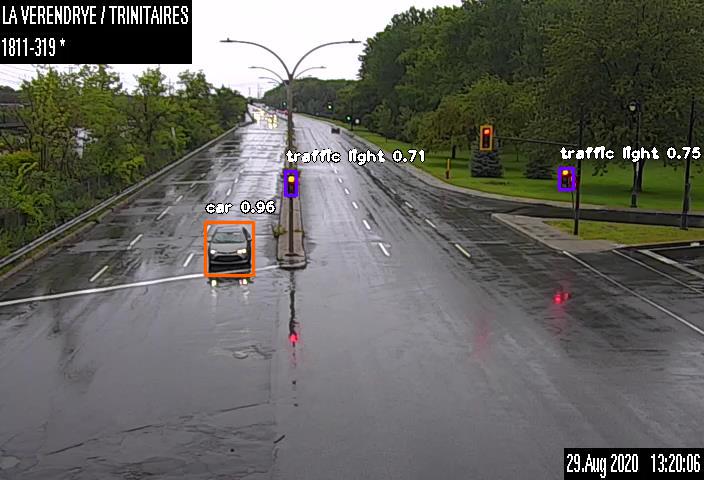 LA VERENDRYE / TRINITAIRES
1811-319 *
traffic light 0.71
traffic light 0.75
car 0.96
29.Aug 2020 13:20:06